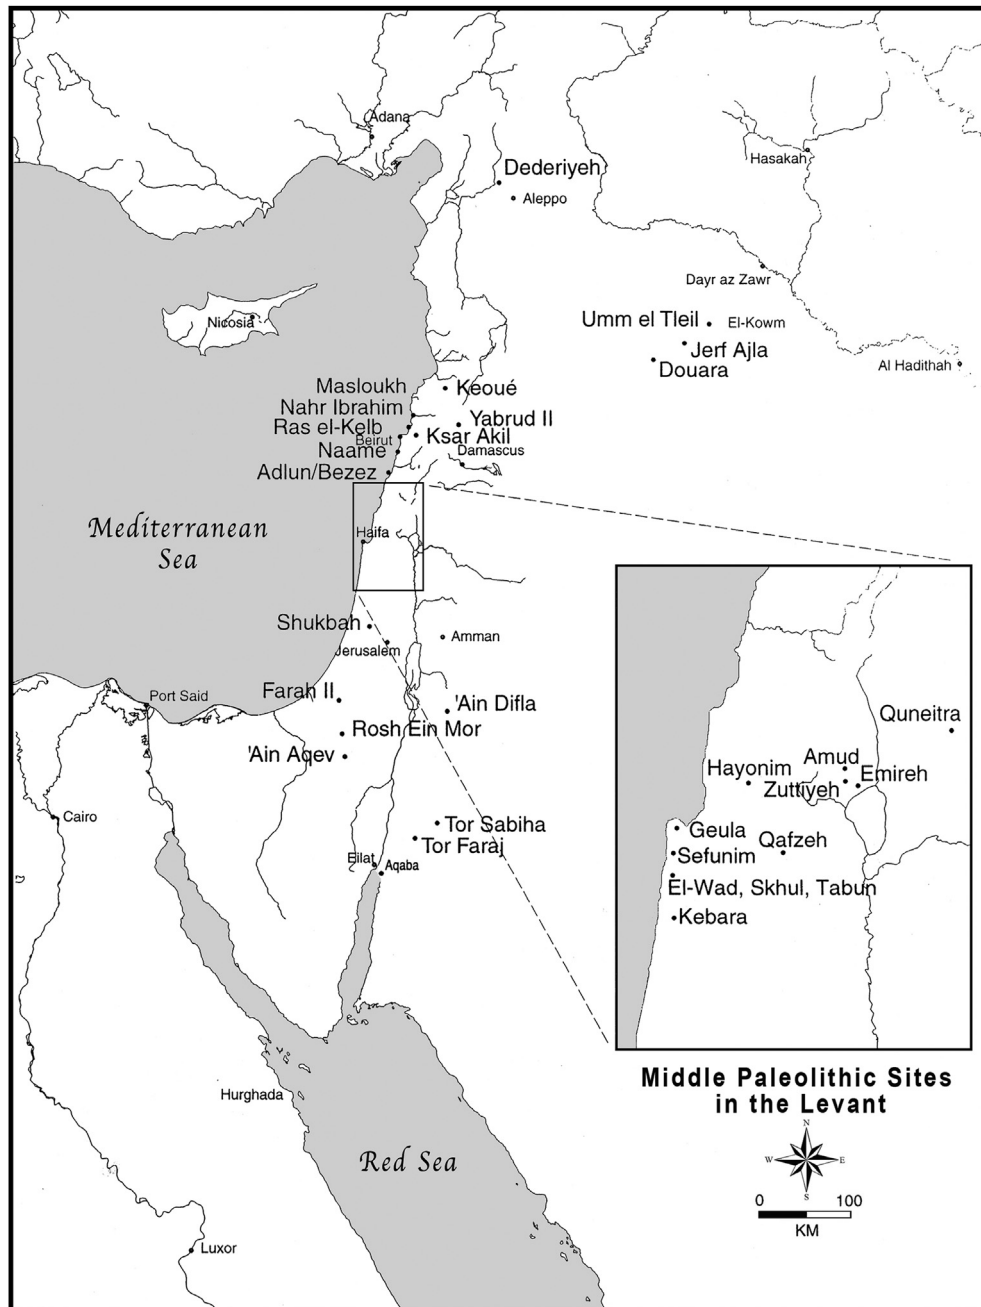 Adana
Hasakah
Dederiyeh
Aleppo
Dayr az Zawr
Nicosia
Umm el Tleil
El-Kowm
Jerf Ajla
Douara
Al Hadithah
Masloukh
Keoué
Nahr Ibrahim
Yabrud II
Ras el-Kelb
Ksar Akil
Beirut
Naame
Damascus
Adlun/Bezez
Mediterranean
Sea
Haifa
Shukbah
Jerusalem
Amman
Port Said
Farah II
'Ain Difla
Rosh Ein Mor
'Ain Aqev
Cairo
Tor Sabiha
Tor Faraj
Eilat
Aqaba
Quneitra
Amud
Hayonim
Emireh
Zuttiyeh
Geula
Qafzeh
Sefunim
El-Wad, Skhul, Tabun
Kebara
Hurghada
Red Sea
Luxor
Middle Paleolithic Sites
in the Levant
N
W E
S
0 100
KM